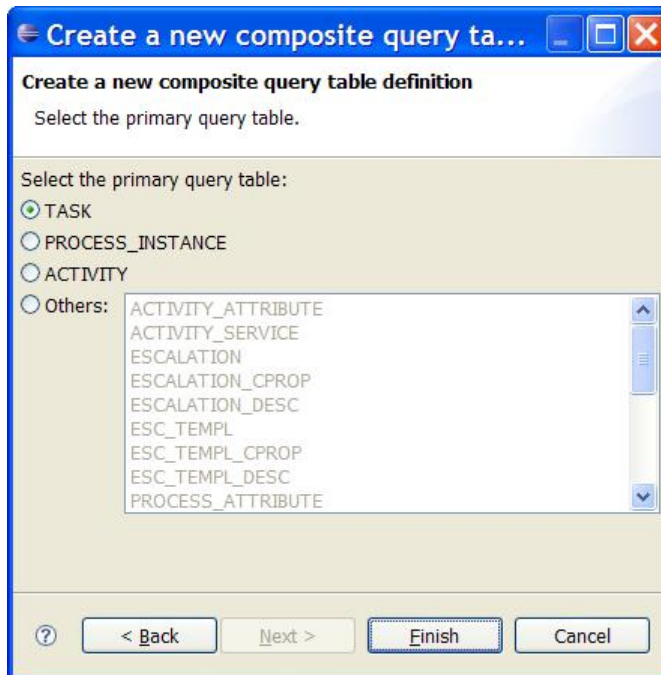 Create a new composite query ta...
Create a new composite query table definition
Select the primary query table.
Select the primary query table:
TASK
PROCESS_INSTANCE
ACTIVITY
Others:
ACTIVITY_ATTRIBUTE
ACTIVITY_SERVICE
ESCALATION
ESCALATION_CPROP
ESCALATION_DESC
ESC_TEMPL
ESC_TEMPL_CPROP
ESC_TEMPL_DESC
PROCESS_ATTRIBUTE
? < Back Next > Finish Cancel